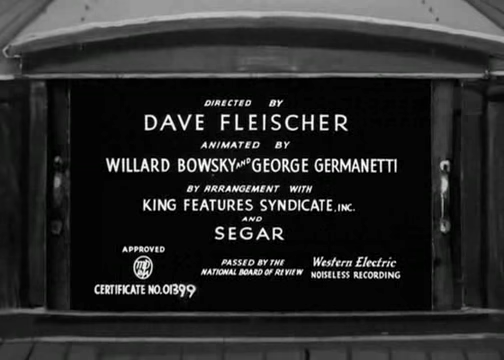 DIRECTED BY
DAVE FLEISCHER
ANIMATED BY
WILLARD BOWSKY AND GEORGE GERMANETTI
BY ARRANGEMENT WITH
KING FEATURES SYNDICATE, INC.
AND
SEGAR
APPROVED
CERTIFICATE NO. 01399
PASSED BY THE
NATIONAL BOARD OF REVIEW
Western Electric
NOISELESS RECORDING